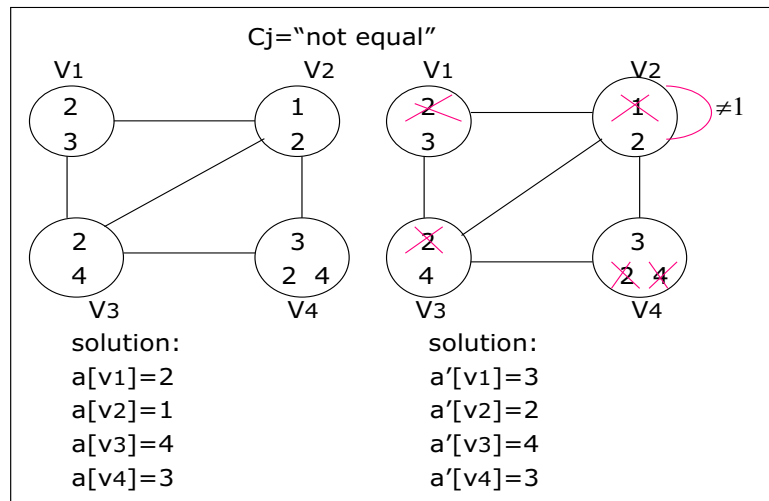 Cj=“not equal”
V1 V2 V1 V2
2 1 2 1 ≠1
3 2 3 2
2 3 2 3
4 2 4 4 2 4
V3 V4 V3 V4
solution: solution:
a[v1]=2 a’[v1]=3
a[v2]=1 a’[v2]=2
a[v3]=4 a’[v3]=4
a[v4]=3 a’[v4]=3